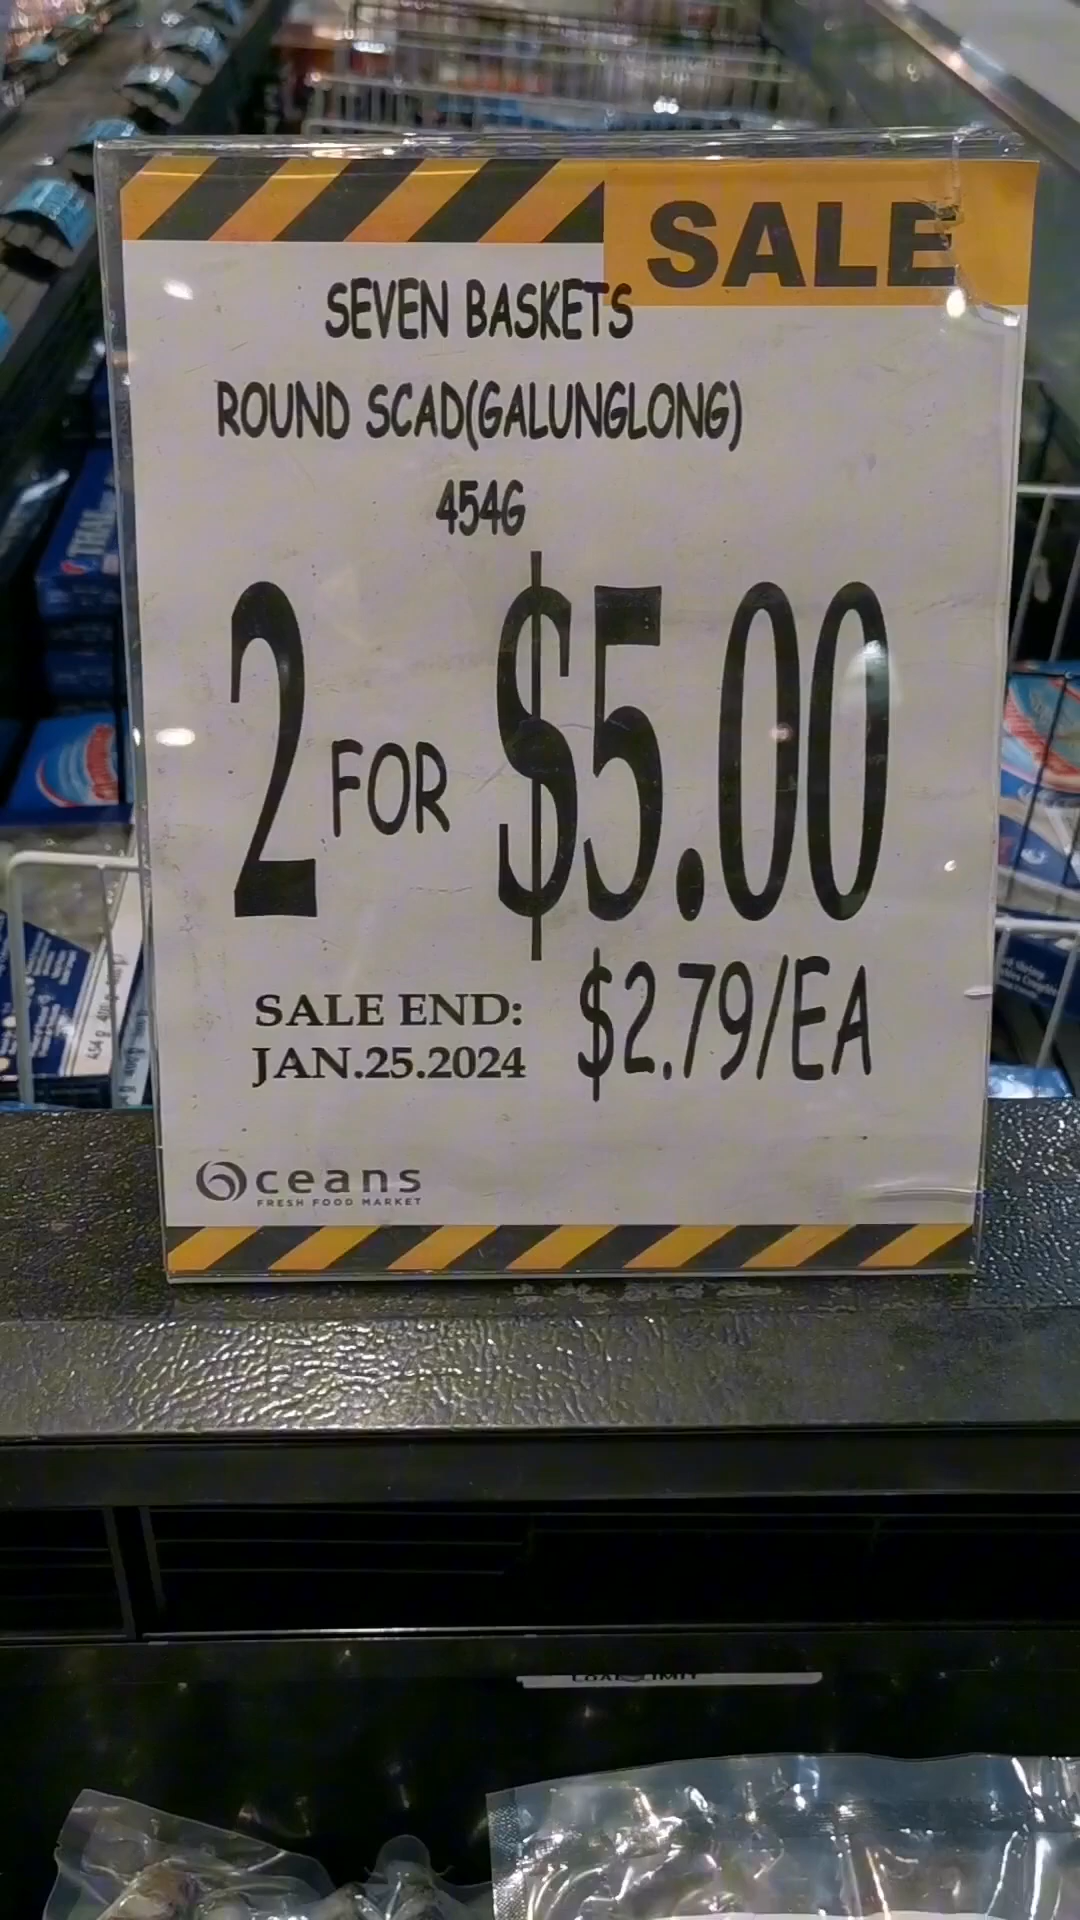 SALE
SEVEN BASKETS
ROUND SCAD(GALUNGLONG)
454G
2 FOR $5.00
$2.79/EA
SALE END:
JAN.25.2024
Oceans
FRESH FOOD MARKET